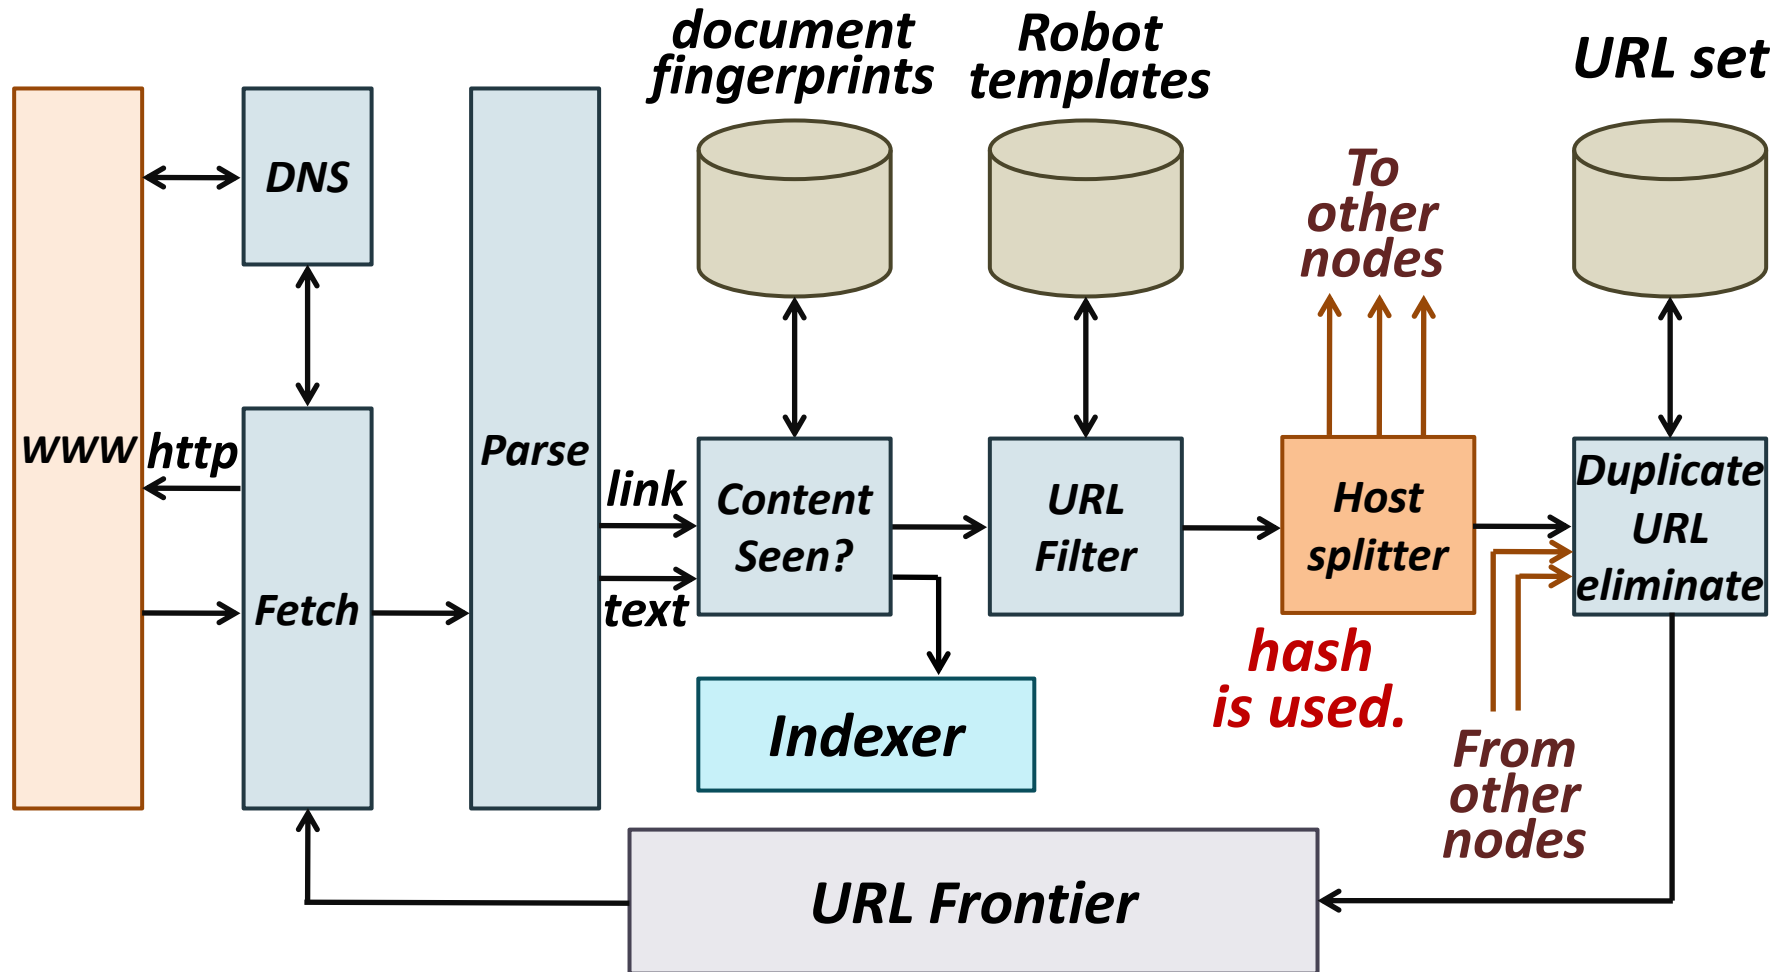 document
fingerprints
Robot
templates
URL set
DNS
To
other
nodes
WWW
http
Parse
link
text
Fetch
Content
Seen?
URL
Filter
Host
splitter
Duplicate
URL
eliminate
hash
is used.
Indexer
From
other
nodes
URL Frontier